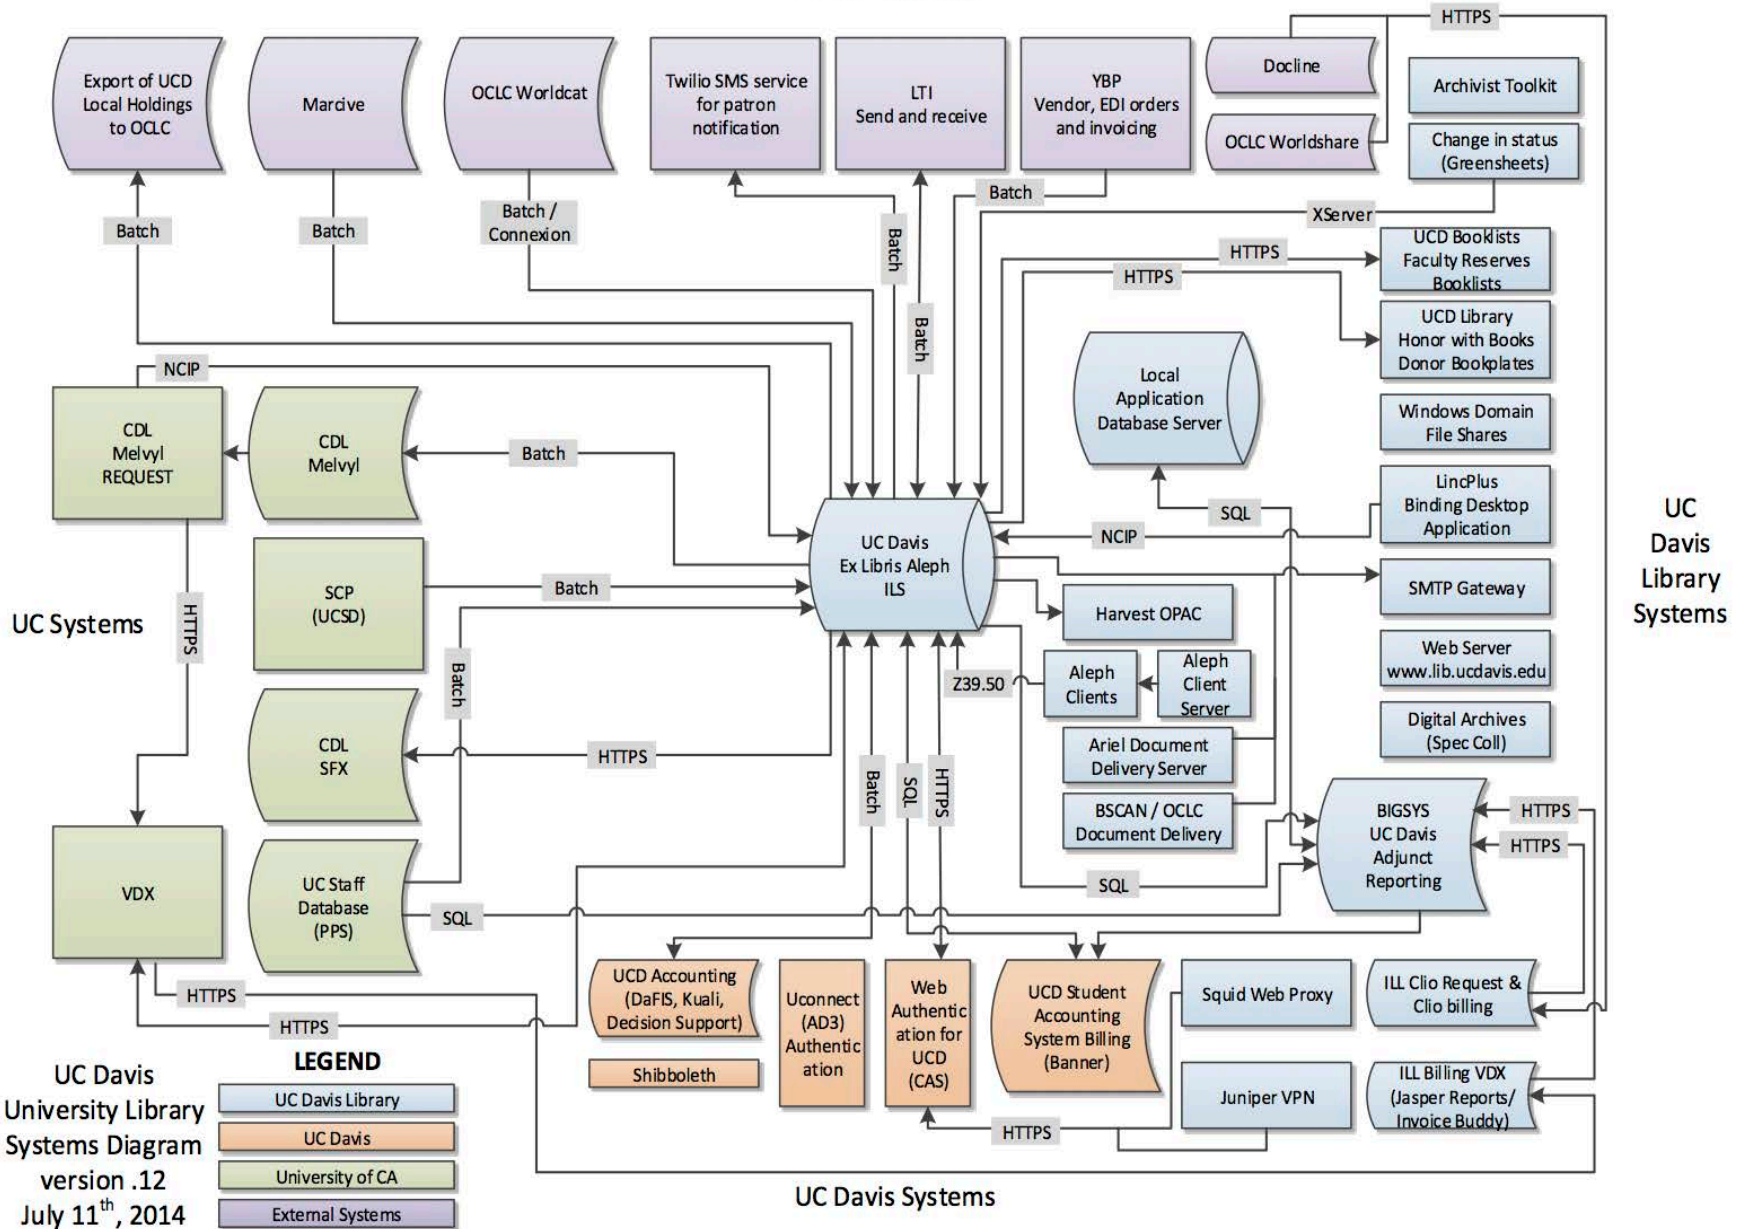 HTTPS
Export of UCD
Local Holdings
to OCLC
Marcive
OCLC Worldcat
Twilio SMS service
for patron
notification
LTI
Send and receive
YBP
Vendor, EDI orders
and invoicing
Docline
OCLC Worldshare
Archivist Toolkit
Change in status
(Greensheets)
Batch
Batch
Batch /
Connexion
Batch
Batch
Batch
XServer
HTTPS
HTTPS
UCD Booklists
Faculty Reserves
Booklists
UCD Library
Honor with Books
Donor Bookplates
Windows Domain
File Shares
LincPlus
Binding Desktop
Application
SMTP Gateway
Web Server
www.lib.ucdavis.edu
Digital Archives
(Spec Coll)
UC
Davis
Library
Systems
Local
Application
Database Server
SQL
NCIP
NCIP
CDL
Melvyl
REQUEST
CDL
Melvyl
Batch
UC Davis
Ex Libris Aleph
ILS
SCP
(UCSD)
Batch
UC Systems
HTTPS
Batch
CDL
SFX
HTTPS
Harvest OPAC
Z39.50
Aleph
Clients
Aleph
Client
Server
Ariel Document
Delivery Server
BSCAN / OCLC
Document Delivery
Batch
SQL
HTTPS
SQL
BIGSYS
UC Davis
Adjunct
Reporting
HTTPS
HTTPS
VDX
UC Staff
Database
(PPS)
SQL
HTTPS
HTTPS
UCD Accounting
(DaFIS, Kuali,
Decision Support)
Shibboleth
Uconnect
(AD3)
Authentic
ation
Web
Authentic
ation for
UCD
(CAS)
UCD Student
Accounting
System Billing
(Banner)
Squid Web Proxy
Juniper VPN
ILL Clio Request &
Clio billing
ILL Billing VDX
(Jasper Reports/
Invoice Buddy)
HTTPS
UC Davis Systems
UC Davis
University Library
Systems Diagram
version .12
July 11th, 2014
LEGEND
UC Davis Library
UC Davis
University of CA
External Systems